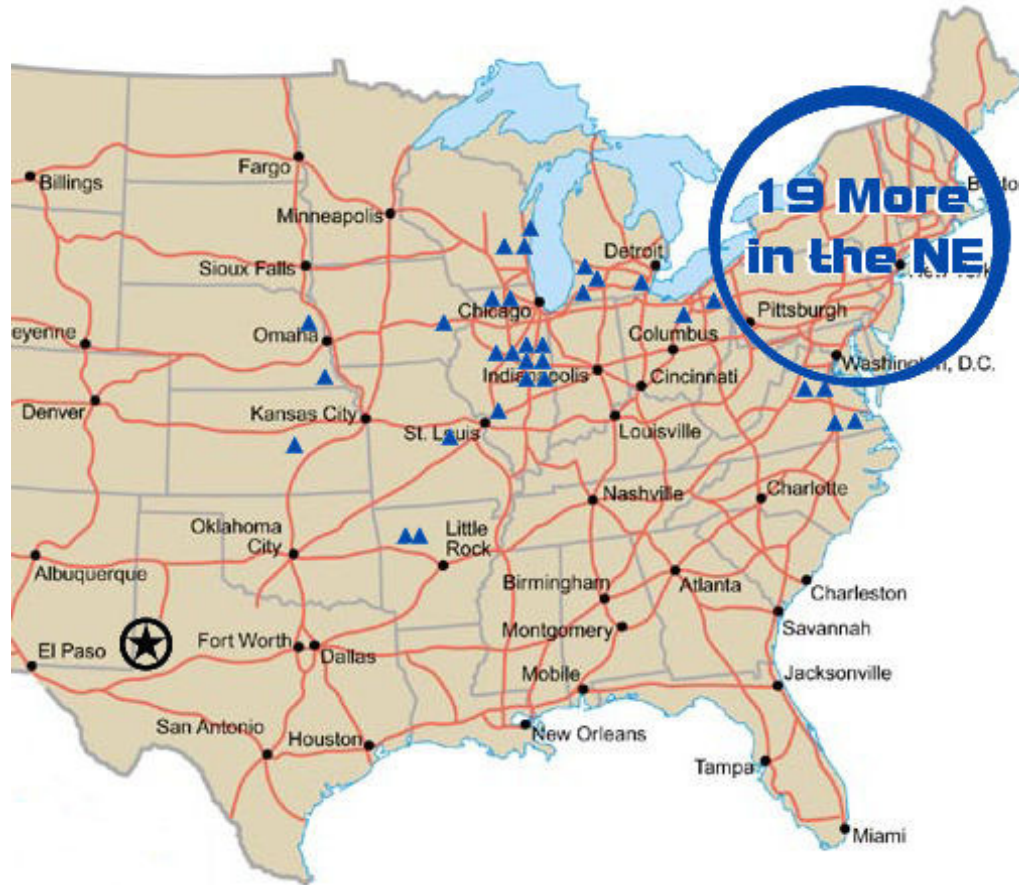 Fargo
Billings
Minneapolis
19 More
in the NE
Sioux Falls
Detroit
Chicago
Omaha
Pittsburgh
Columbus
Washington, D.C.
Indianapolis
Cincinnati
Denver
Kansas City
St. Louis
Louisville
Nashville
Charlotte
Oklahoma
City
Little
Rock
Albuquerque
Birmingham
Atlanta
Charleston
Montgomery
Savannah
Fort Worth
Dallas
El Paso
Mobile
Jacksonville
San Antonio
Houston
New Orleans
Tampa
Miami
eyenne